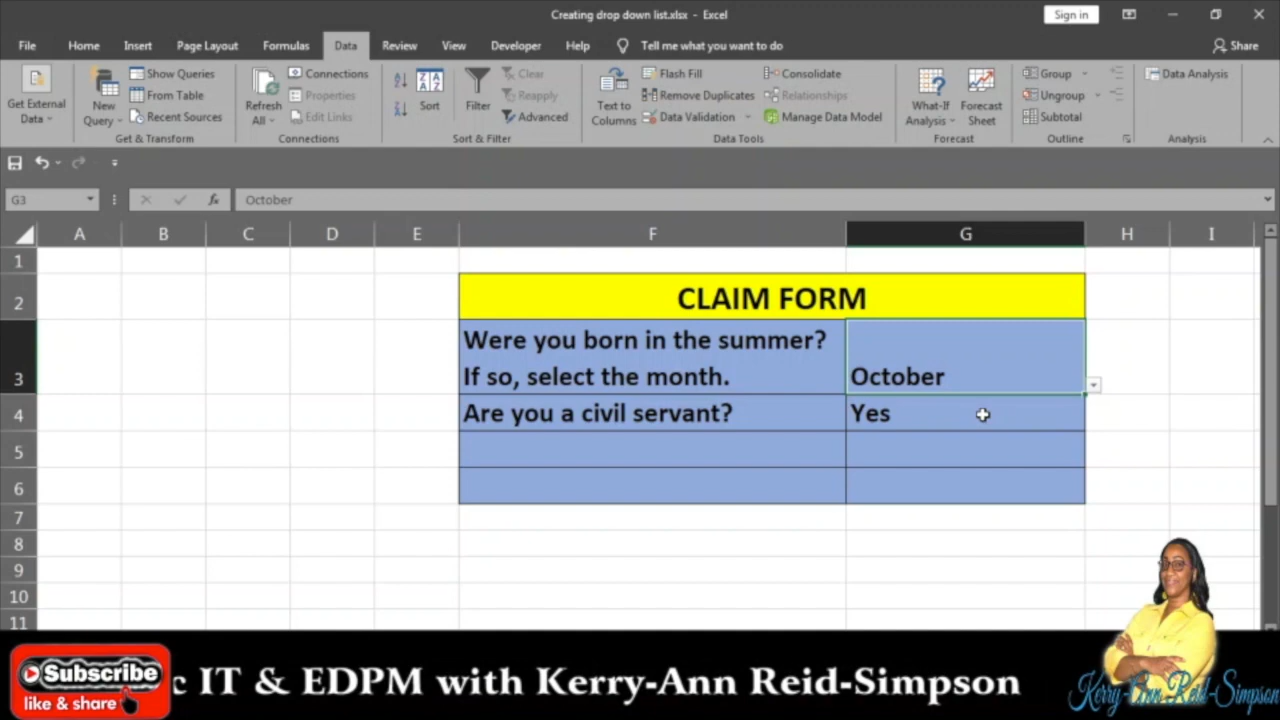 Creating drop down list.xlsx - Excel
Sign in
File Home Insert Page Layout Formulas Data Review View Developer Help Tell me what you want to do Share
Get External Data
New Query
Show Queries
From Table
Recent Sources
Get & Transform
Refresh All
Connections
Properties
Edit Links
Connections
Sort
Filter
Clear
Reapply
Advanced
Sort & Filter
Text to Columns
Flash Fill
Remove Duplicates
Data Validation
Consolidate
Relationships
Manage Data Model
Data Tools
What-If Analysis
Forecast Sheet
Forecast
Group
Ungroup
Subtotal
Outline
Data Analysis
Analysis
G3 fx October
A B C D E F G H I
1
2 CLAIM FORM
Were you born in the summer?
3 If so, select the month. October
4 Are you a civil servant? Yes
5
6
7
8
9
10
11
Subscribe
like & share
c IT & EDPM with Kerry-Ann Reid-Simpson
Kerry-Ann Reid-Simpson